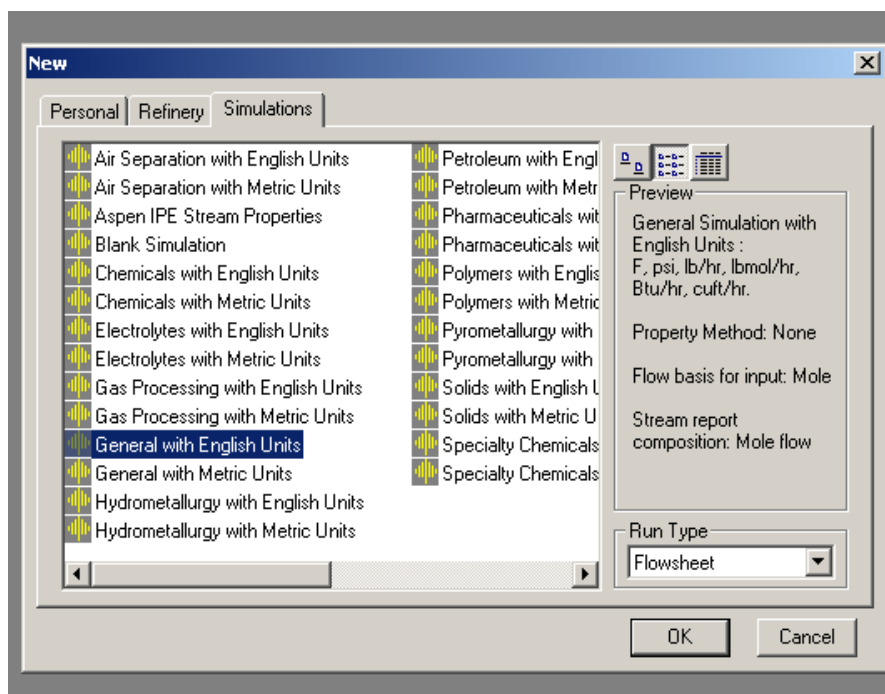 New
Personal
Refinery
Simulations
Air Separation with English Units
Air Separation with Metric Units
Aspen IPE Stream Properties
Blank Simulation
Chemicals with English Units
Chemicals with Metric Units
Electrolytes with English Units
Electrolytes with Metric Units
Gas Processing with English Units
Gas Processing with Metric Units
General with English Units
General with Metric Units
Hydrometallurgy with English Units
Hydrometallurgy with Metric Units
Petroleum with Engl
Petroleum with Metr
Pharmaceuticals wit
Pharmaceuticals wit
Polymers with Englis
Polymers with Metric
Pyrometallurgy with
Pyrometallurgy with
Solids with English U
Solids with Metric U
Specialty Chemicals
Specialty Chemicals
Preview
General Simulation with
English Units :
F, psi, lb/hr, lbmol/hr,
Btu/hr, cuft/hr.
Property Method: None
Flow basis for input: Mole
Stream report
composition: Mole flow
Run Type
Flowsheet
OK
Cancel